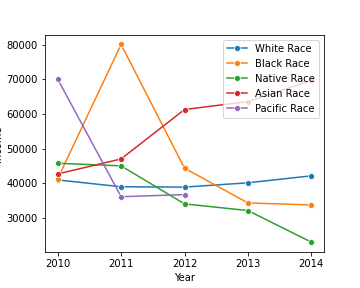 White Race
Black Race
Native Race
Asian Race
Pacific Race
80000
70000
60000
50000
40000
30000
2010
2011
2012
2013
2014
Year